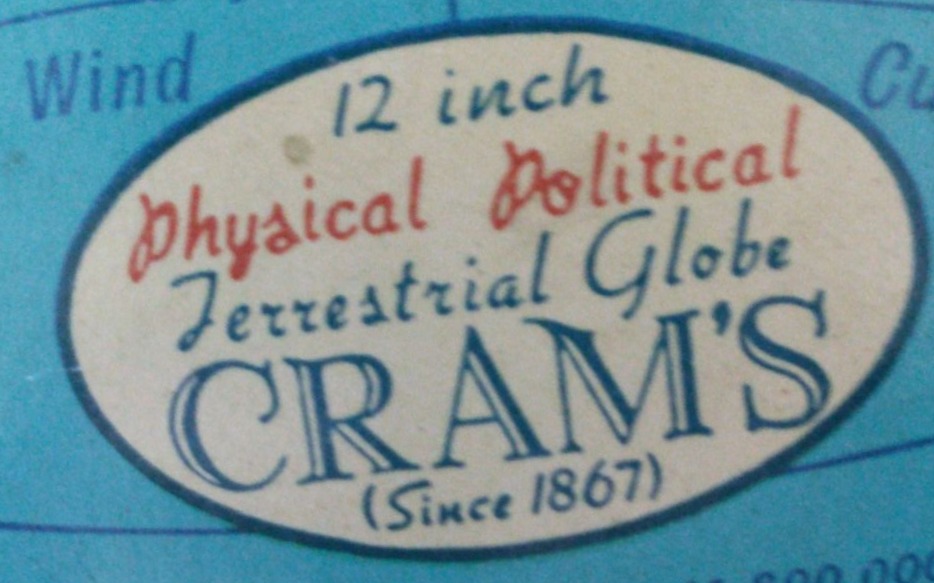 Wind
12 inch
Physical Political
Terrestrial Globe
CRAM'S
(Since 1867)